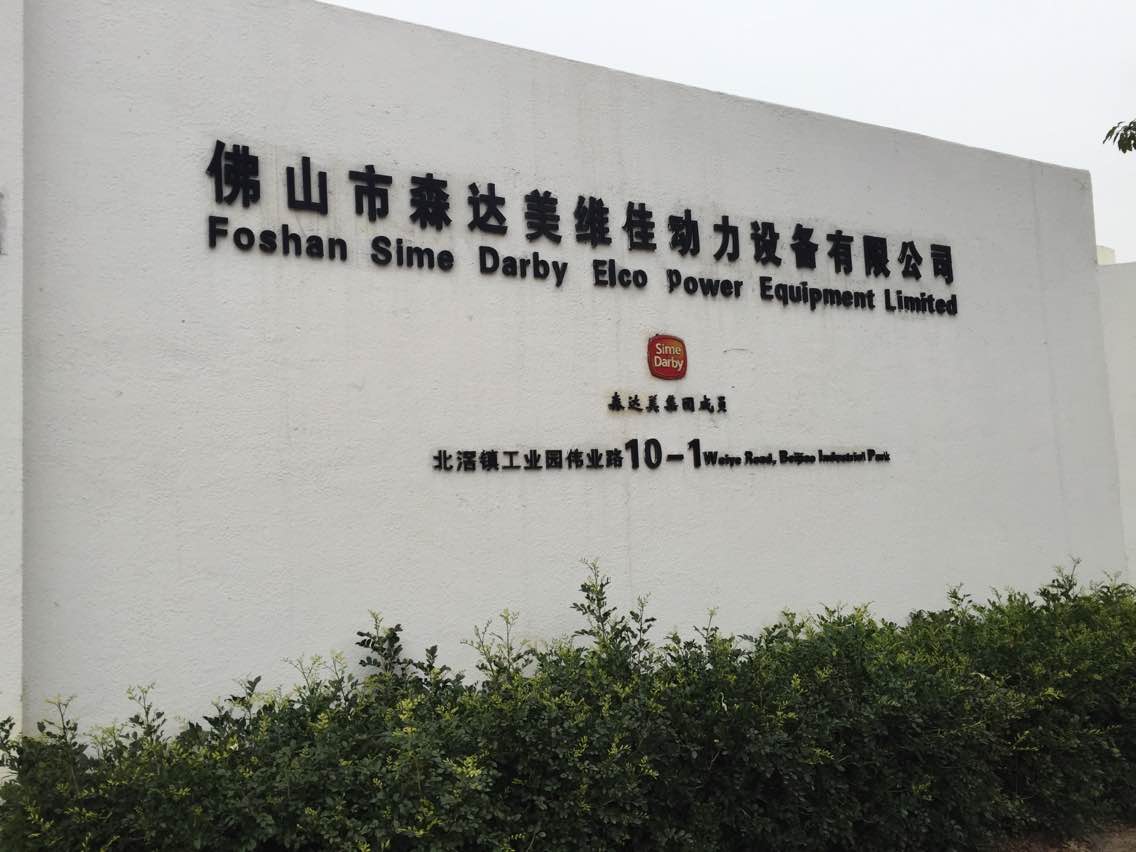 佛山市森达美维佳动力设备有限公司
Foshan Sime Darby Elco Power Equipment Limited
Sime
Darby
森达美集团成员
北滘镇工业园伟业路10-1 Weiye Road, Beijiao Industrial Park